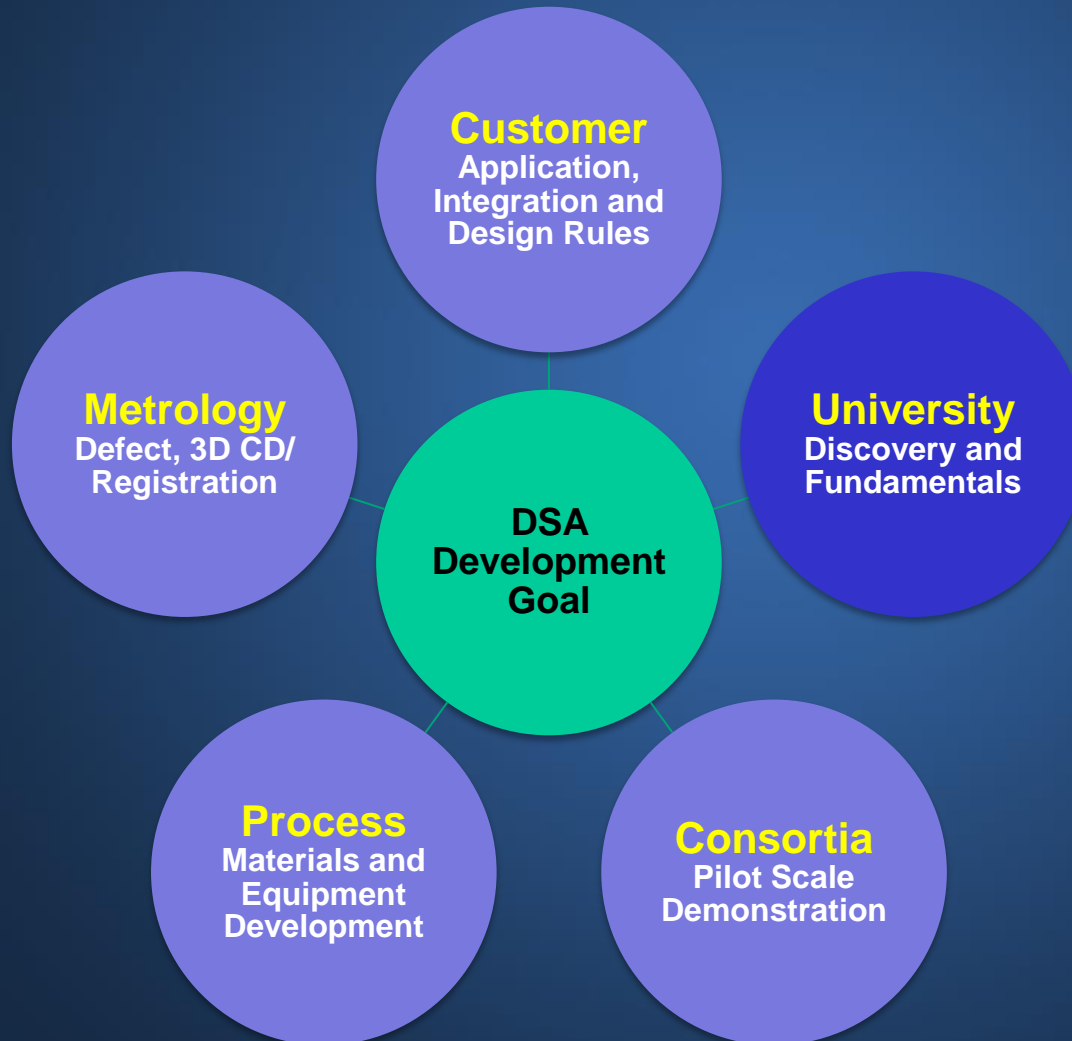 Customer
Application,
Integration and
Design Rules
Metrology
Defect, 3D CD/
Registration
University
Discovery and
Fundamentals
DSA
Development
Goal
Process
Materials and
Equipment
Development
Consortia
Pilot Scale
Demonstration